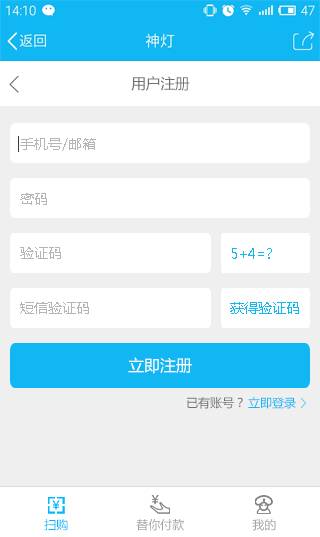 14:10 47
返回 神灯
用户注册
手机号/邮箱
密码
验证码 5+4=?
短信验证码 获得验证码
立即注册
已有账号？立即登录
扫购 替你付款 我的